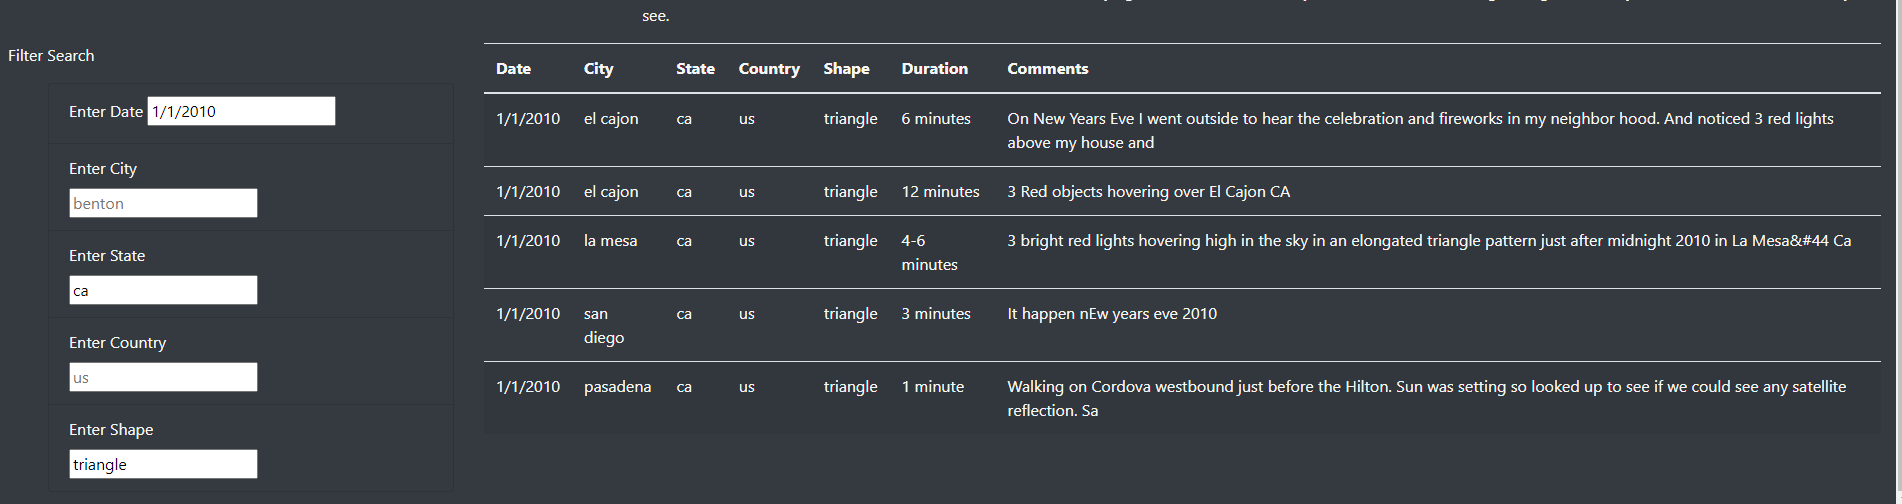 see.
Filter Search
Enter Date 1/1/2010
Enter City
benton
Enter State
ca
Enter Country
us
Enter Shape
triangle
Date City State Country Shape Duration Comments
1/1/2010 el cajon ca us triangle 6 minutes On New Years Eve I went outside to hear the celebration and fireworks in my neighbor hood. And noticed 3 red lights
above my house and
1/1/2010 el cajon ca us triangle 12 minutes 3 Red objects hovering over El Cajon CA
1/1/2010 la mesa ca us triangle 4-6 3 bright red lights hovering high in the sky in an elongated triangle pattern just after midnight 2010 in La Mesa&#44 Ca
minutes
1/1/2010 san ca us triangle 3 minutes It happen nEw years eve 2010
diego
1/1/2010 pasadena ca us triangle 1 minute Walking on Cordova westbound just before the Hilton. Sun was setting so looked up to see if we could see any satellite
reflection. Sa